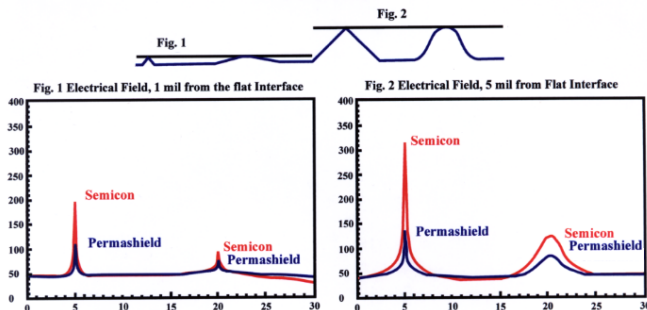 Fig. 2
Fig. 1
Fig. 1 Electrical Field, 1 mil from the flat Interface
400
350
300
250
200
150
100
50
0
Semicon
Permashield
Semicon
Permashield
0 5 10 15 20 25 30
Fig. 2 Electrical Field, 5 mil from Flat Interface
400
350
300
250
200
150
100
50
0
Semicon
Permashield
Semicon
Permashield
0 5 10 15 20 25 30